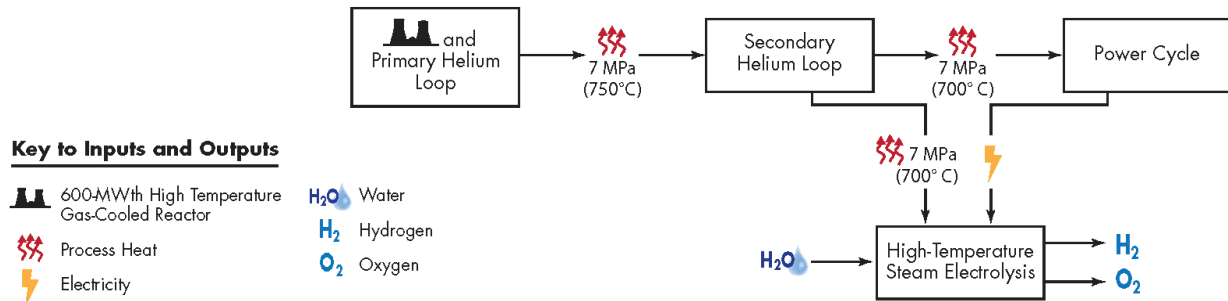 and
Primary Helium
Loop
7 MPa
(750°C)
Secondary
Helium Loop
7 MPa
(700°C)
Power Cycle
7 MPa
(700° C)
Key to Inputs and Outputs
600-MWth High Temperature
Gas-Cooled Reactor
Process Heat
Electricity
H₂O Water
H₂ Hydrogen
O₂ Oxygen
H₂O
High-Temperature
Steam Electrolysis
H₂
O₂